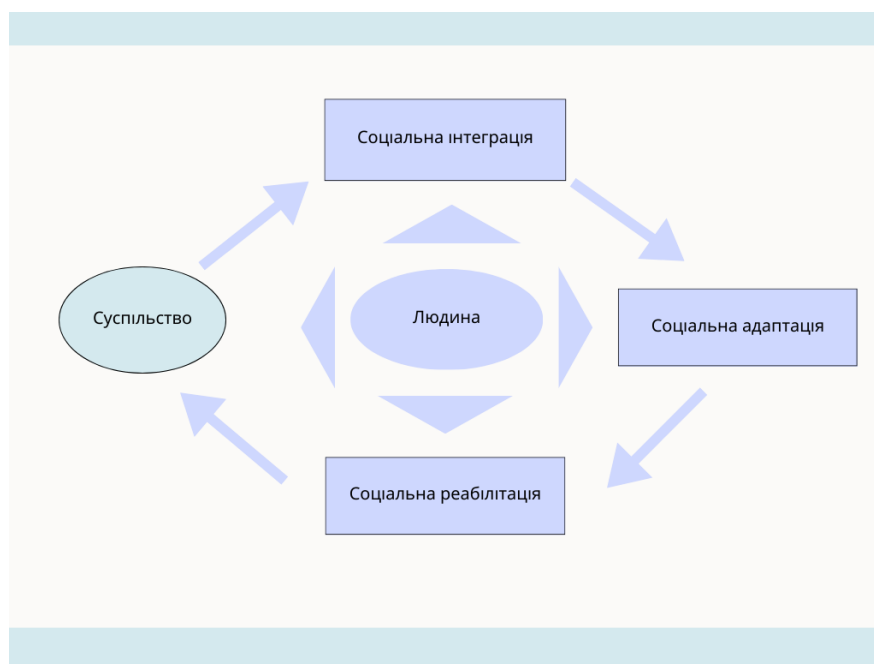 Соціальна інтеграція
Суспільство
Людина
Соціальна адаптація
Соціальна реабілітація